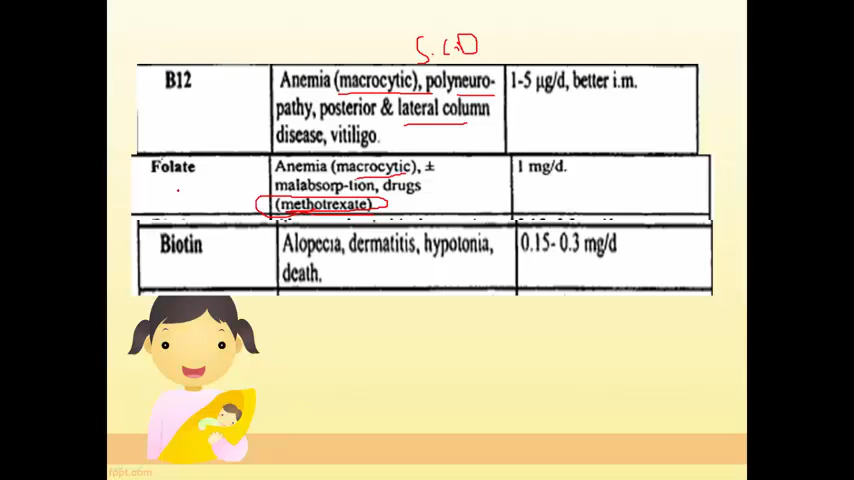 S.C.D
B12 Anemia (macrocytic), polyneuro- 1-5 μg/d, better i.m.
pathy, posterior & lateral column
disease, vitiligo.
Folate Anemia (macrocytic), ± 1 mg/d.
malabsorp-tion, drugs
(methotrexate)
Biotin Alopecia, dermatitis, hypotonia, 0.15- 0.3 mg/d
death.
rppt.com